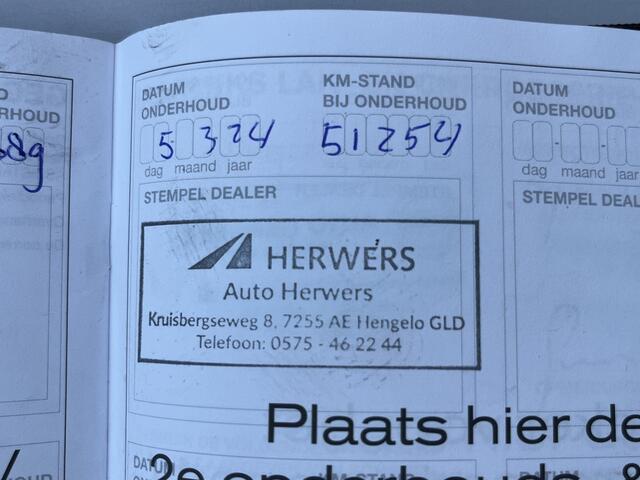 DATUM ONDERHOUD
5 3 24
dag maand jaar
KM-STAND BIJ ONDERHOUD
51254
STEMPEL DEALER
HERWERS
Auto Herwers
Kruisbergseweg 8, 7255 AE Hengelo GLD
Telefoon: 0575 - 46 22 44
DATUM ONDERHOUD
dag maand jaar
STEMPEL DEALER
Plaats hier de